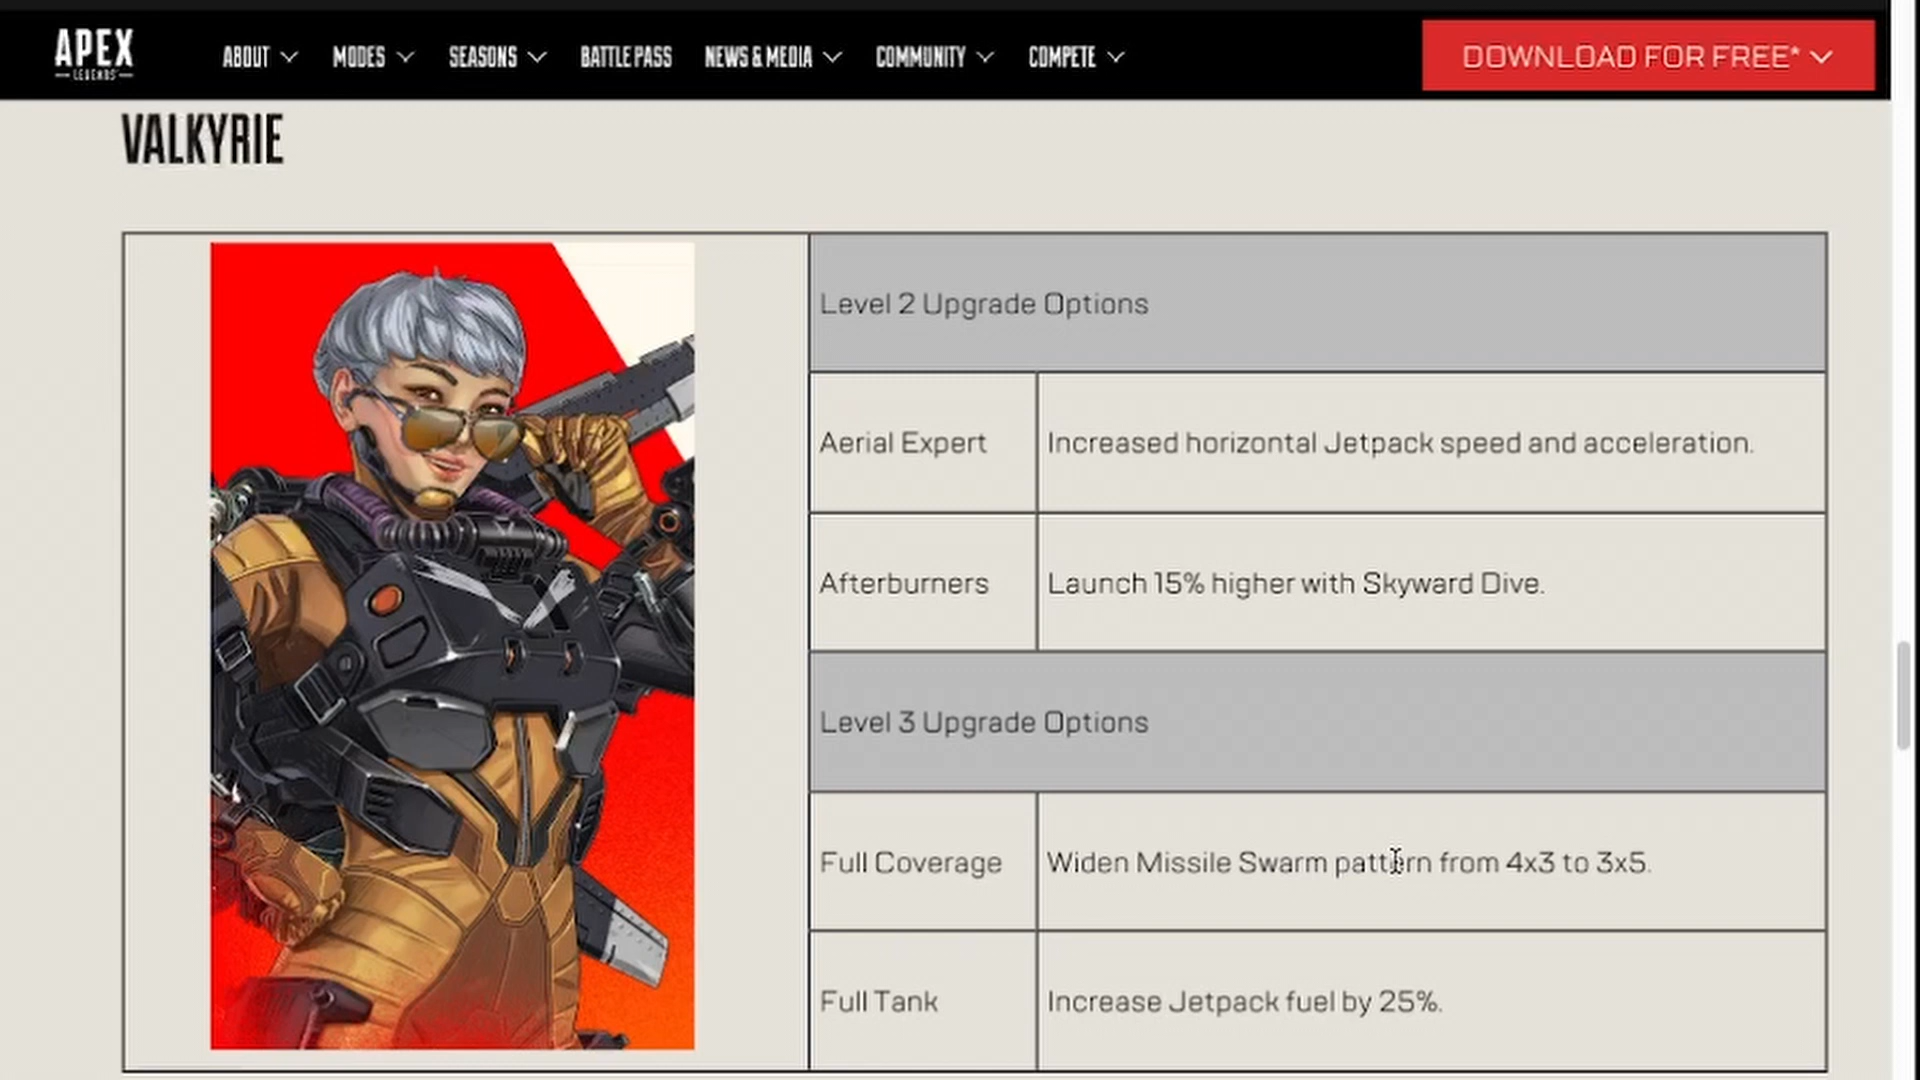 APEX
LEGENDS
ABOUT
MODES
SEASONS
BATTLE PASS
NEWS & MEDIA
COMMUNITY
COMPETE
DOWNLOAD FOR FREE*
VALKYRIE
Level 2 Upgrade Options
Aerial Expert
Increased horizontal Jetpack speed and acceleration.
Afterburners
Launch 15% higher with Skyward Dive.
Level 3 Upgrade Options
Full Coverage
Widen Missile Swarm pattern from 4x3 to 3x5.
Full Tank
Increase Jetpack fuel by 25%.